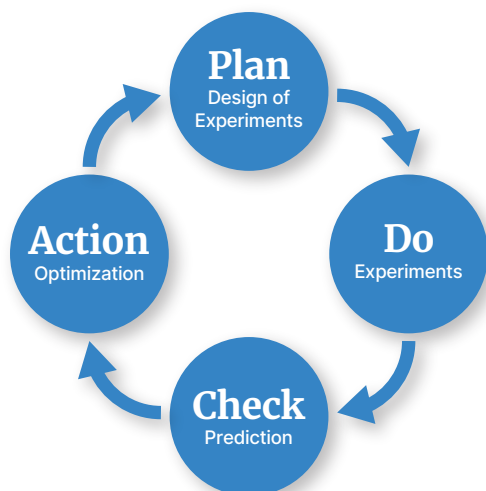 Plan
Design of
Experiments
Do
Experiments
Check
Prediction
Action
Optimization